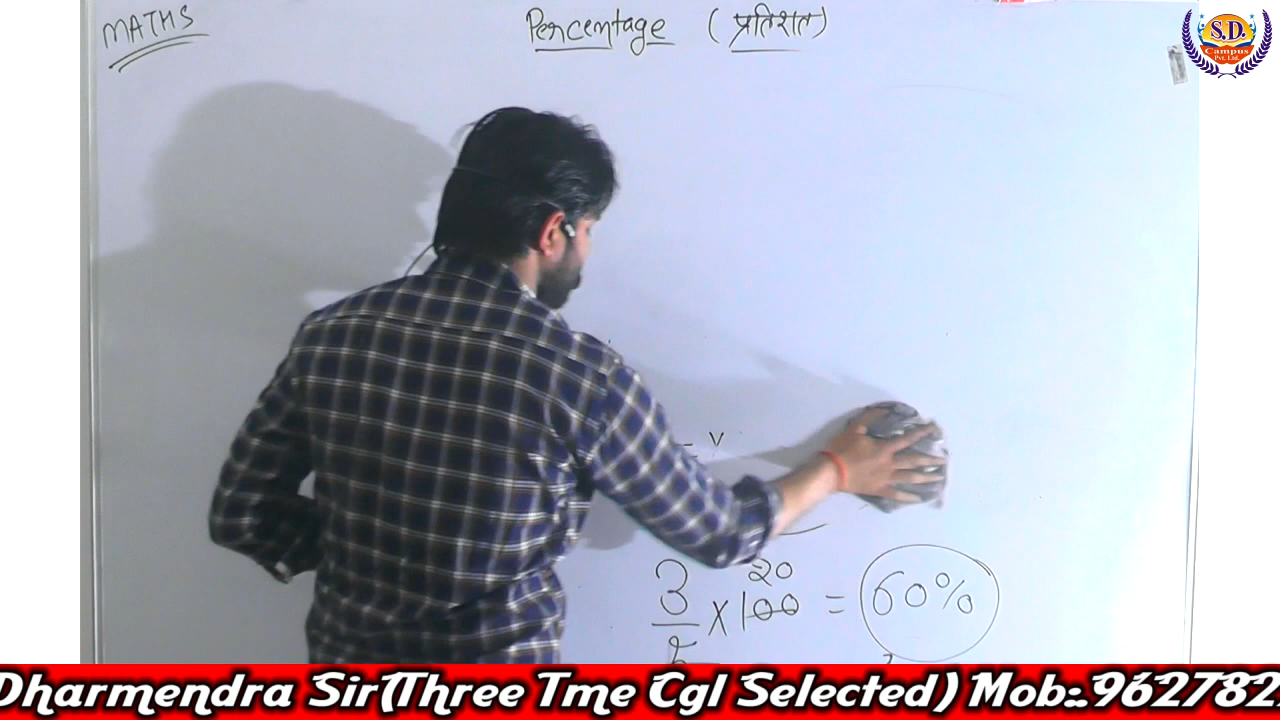 MATHS
Percentage (प्रतिशत)
S.D.
Campus
Pvt. Ltd.
= v
20
3/5 × 100 = 60%
Dharmendra Sir(Three Tme Cgl Selected) Mob:.962782